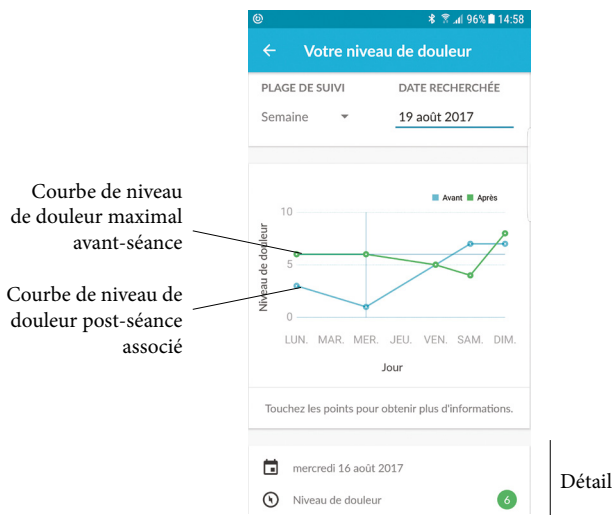 96% 14:58
Votre niveau de douleur
PLAGE DE SUIVI
DATE RECHERCHÉE
Semaine
19 août 2017
Courbe de niveau
de douleur maximal
avant-séance
Courbe de niveau de
douleur post-séance
associé
Avant Après
Niveau de douleur
10
5
0
LUN. MAR. MER. JEU. VEN. SAM. DIM.
Jour
Touchez les points pour obtenir plus d'informations.
mercredi 16 août 2017
Niveau de douleur
6
Détail